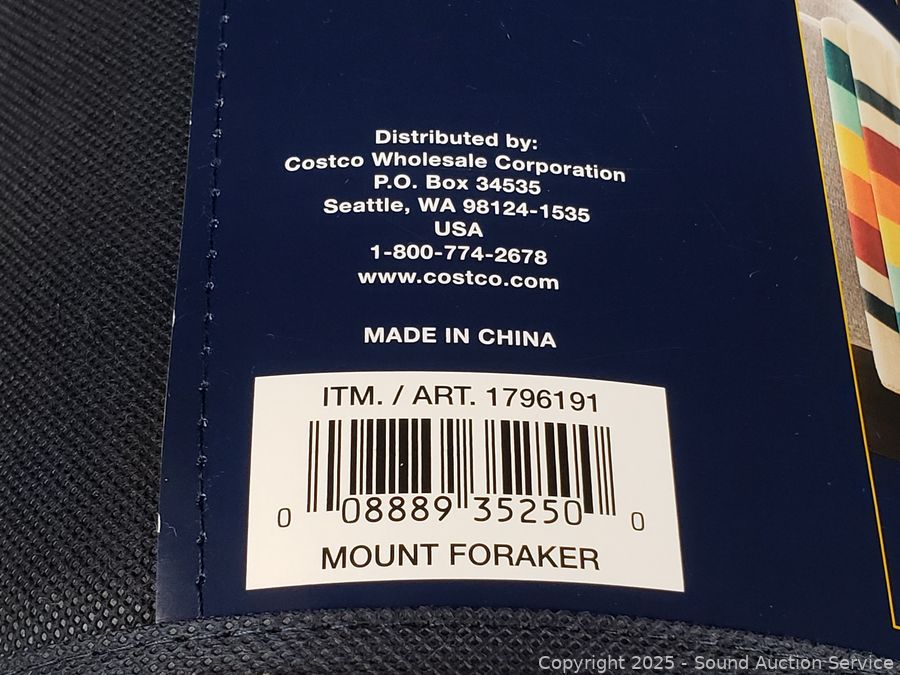 Distributed by:
Costco Wholesale Corporation
P.O. Box 34535
Seattle, WA 98124-1535
USA
1-800-774-2678
www.costco.com
MADE IN CHINA
ITM. / ART. 1796191
0 08889 35250 0
MOUNT FORAKER
Copyright 2025 - Sound Auction Service